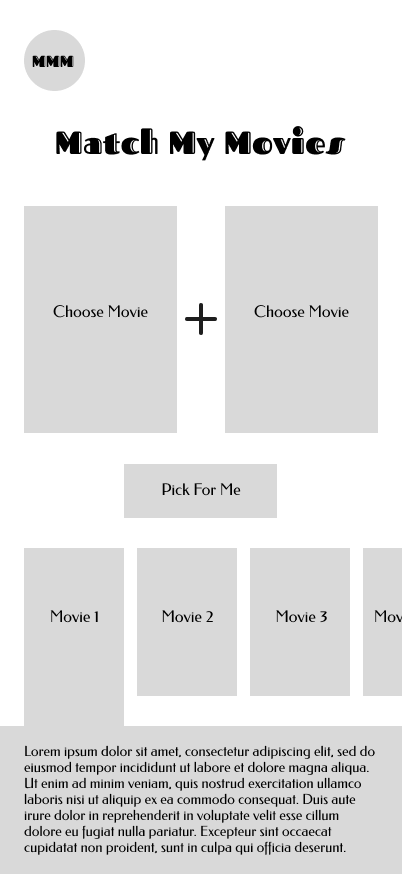 MMM
Match My Movies
Choose Movie
Choose Movie
Pick For Me
Movie 1
Movie 2
Movie 3
Mov
Lorem ipsum dolor sit amet, consectetur adipiscing elit, sed do
eiusmod tempor incididunt ut labore et dolore magna aliqua.
Ut enim ad minim veniam, quis nostrud exercitation ullamco
laboris nisi ut aliquip ex ea commodo consequat. Duis aute
irure dolor in reprehenderit in voluptate velit esse cillum
dolore eu fugiat nulla pariatur. Excepteur sint occaecat
cupidatat non proident, sunt in culpa qui officia deserunt.